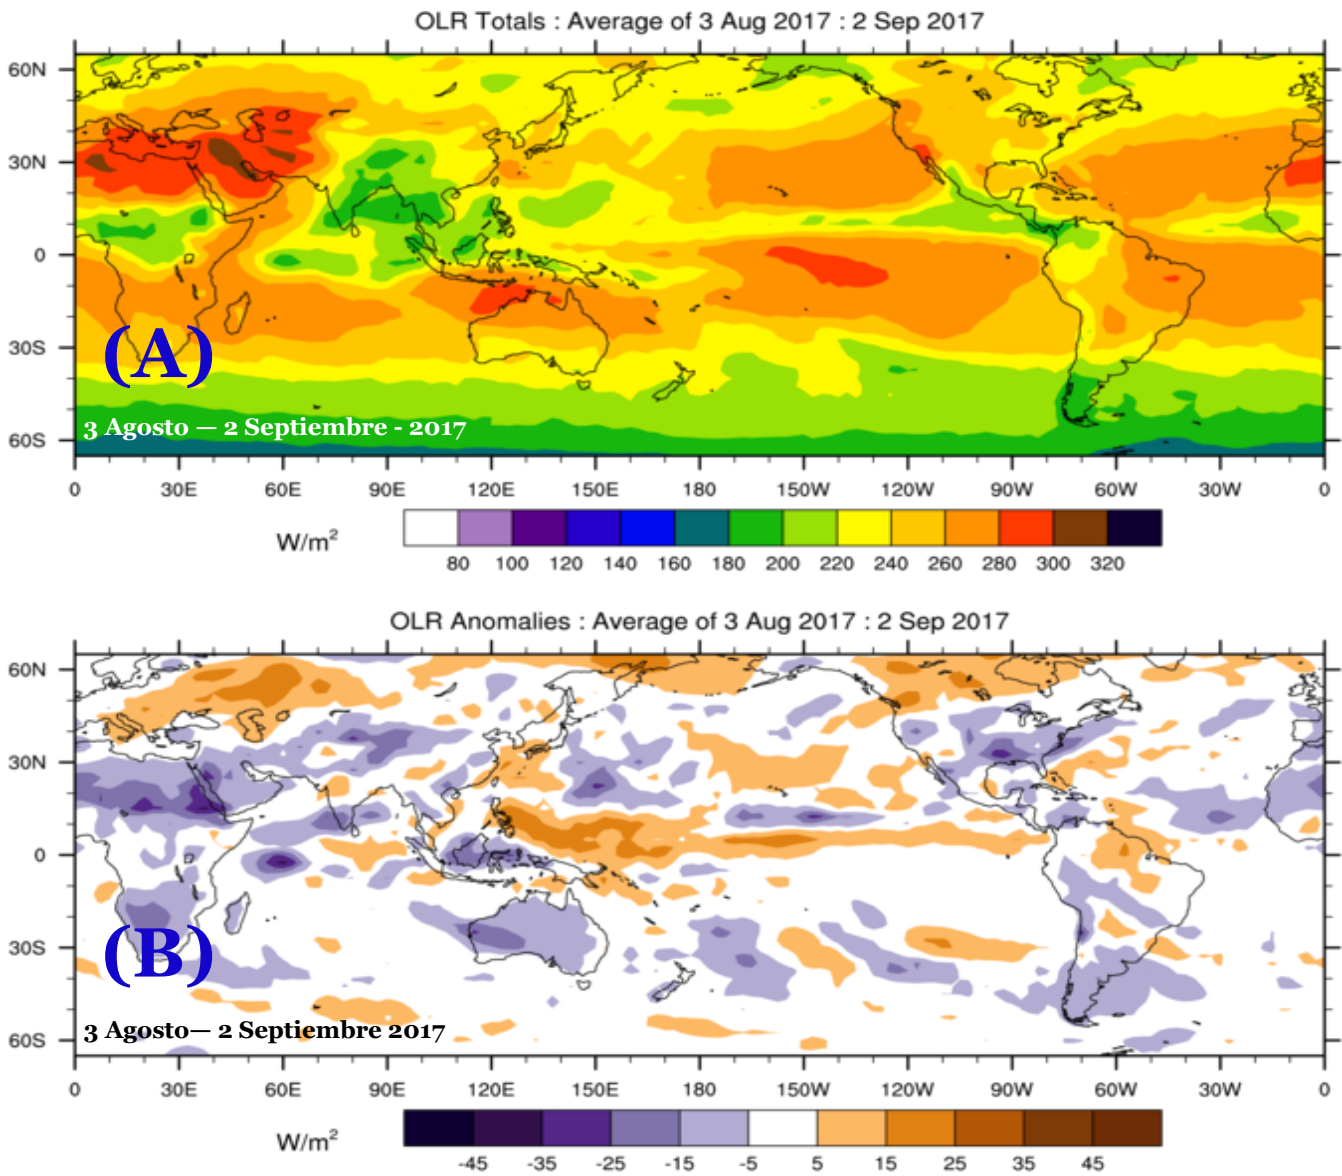 OLR Totals : Average of 3 Aug 2017 : 2 Sep 2017
60N
30N
0
30S
60S
(A)
3 Agosto — 2 Septiembre - 2017
0 30E 60E 90E 120E 150E 180 150W 120W 90W 60W 30W 0
W/m²
80 100 120 140 160 180 200 220 240 260 280 300 320
OLR Anomalies : Average of 3 Aug 2017 : 2 Sep 2017
60N
30N
0
30S
60S
(B)
3 Agosto— 2 Septiembre 2017
0 30E 60E 90E 120E 150E 180 150W 120W 90W 60W 30W 0
W/m²
-45 -35 -25 -15 -5 5 15 25 35 45